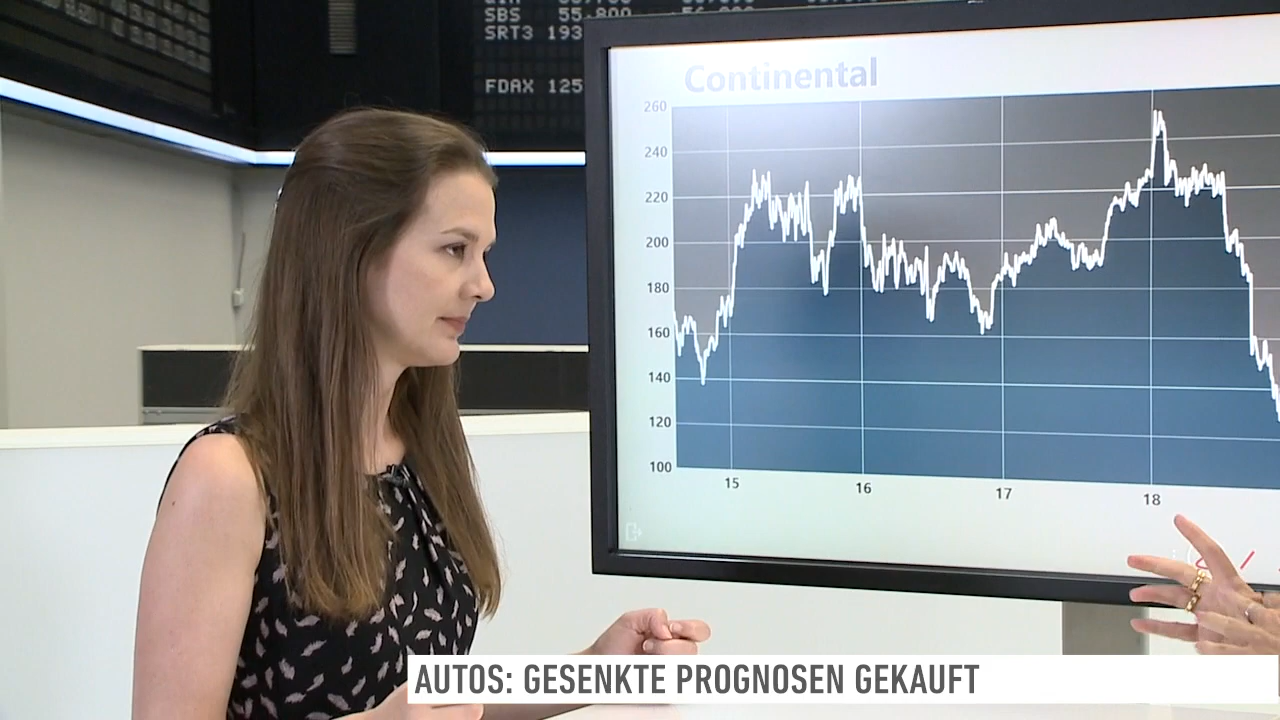 SBS 55,800
SRT3 193
FDAX 125
Continental
260
240
220
200
180
160
140
120
100
15
16
17
18
AUTOS: GESENKTE PROGNOSEN GEKAUFT